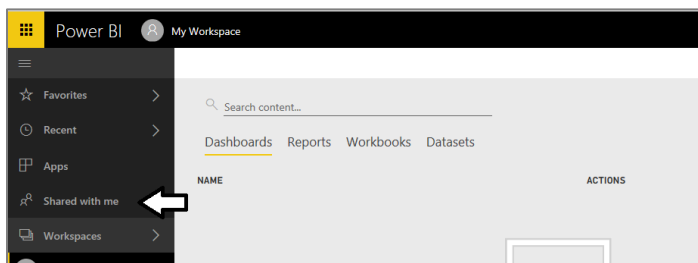 Power BI My Workspace
Favorites
Recent
Apps
Shared with me
Workspaces
Search content...
Dashboards Reports Workbooks Datasets
NAME ACTIONS